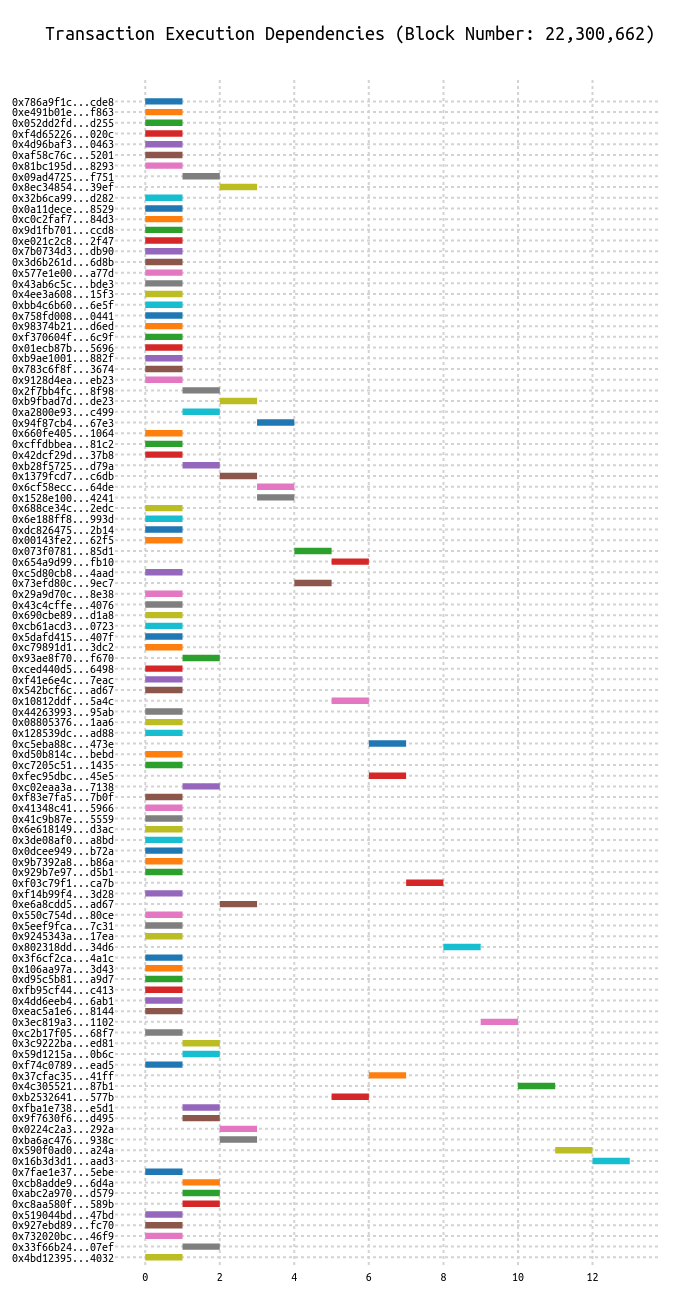 Transaction Execution Dependencies (Block Number: 22,300,662)
0x786a9f1c...cde8
0xe491b01e...f863
0x052dd2fd...d255
0xf4d65226...020c
0x4d96baf3...0463
0xaf58c76c...5201
0x81bc195d...8293
0x09ad4725...f751
0x8ec34854...39ef
0x32b6ca99...d282
0x0a11dece...8529
0xc0c2faf7...84d3
0x9d1fb701...ccd8
0xe021c2c8...2f47
0x7b0734d3...db90
0x3d6b261d...6d8b
0x577e1e00...a77d
0x43ab6c5c...bde3
0x4ee3a608...15f3
0xbb4c6b60...6e5f
0x758fd008...0441
0x98374b21...d6ed
0xf370604f...6c9f
0x01ecb87b...5696
0xb9ae1001...882f
0x783c6f8f...3674
0x9128d4ea...eb23
0x2f7bb4fc...8f98
0xb9fbad7d...de23
0xa2800e93...c499
0x94f87cb4...67e3
0x660fe405...1064
0xcffdbbea...81c2
0x42dcf29d...37b8
0xb28f5725...d79a
0x1379fcd7...c6db
0x6cf58ecc...64de
0x1528e100...4241
0x688ce34c...2edc
0x6e188ff8...993d
0xdc826475...2b14
0x00143fe2...62f5
0x073f0781...85d1
0x654a9d99...fb10
0xc5d80cb8...4aad
0x73efd80c...9ec7
0x29a9d70c...8e38
0x43c4cffe...4076
0x690cbe89...d1a8
0xcb61acd3...0723
0x5dafd415...407f
0xc79891d1...3dc2
0x93ae8f70...f670
0xced440d5...6498
0xf41e6e4c...7eac
0x542bcf6c...ad67
0x10812ddf...5a4c
0x44263993...95ab
0x08805376...1aa6
0x128539dc...ad88
0xc5eba88c...473e
0xd50b814c...bebd
0xc7205c51...1435
0xfec95dbc...45e5
0xc02eaa3a...7138
0xf83e7fa5...7b0f
0x41348c41...5966
0x41c9b87e...5559
0x6e618149...d3ac
0x3de08af0...a8bd
0x0dcee949...b72a
0x9b7392a8...b86a
0x929b7e97...d5b1
0xf03c79f1...ca7b
0xf14b99f4...3d28
0xe6a8cdd5...ad67
0x550c754d...80ce
0x5eef9fca...7c31
0x9245343a...17ea
0x802318dd...34d6
0x3f6cf2ca...4a1c
0x106aa97a...3d43
0xd95c5b81...a9d7
0xfb95cf44...c413
0x4dd6eeb4...6ab1
0xeac5a1e6...8144
0x3ec819a3...1102
0xc2b17f05...68f7
0x3c9222ba...ed81
0x59d1215a...0b6c
0xf74c0789...ead5
0x37cfac35...41ff
0x4c305521...87b1
0xb2532641...577b
0xfba1e738...e5d1
0x9f7630f6...d495
0x0224c2a3...292a
0xba6ac476...938c
0x590f0ad0...a24a
0x16b3d3d1...aad3
0x7fae1e37...5ebe
0xcb8adde9...6d4a
0xabc2a970...d579
0xc8aa580f...589b
0x519044bd...47bd
0x927ebd89...fc70
0x732020bc...46f9
0x33f66b24...07ef
0x4bd12395...4032
0 2 4 6 8 10 12